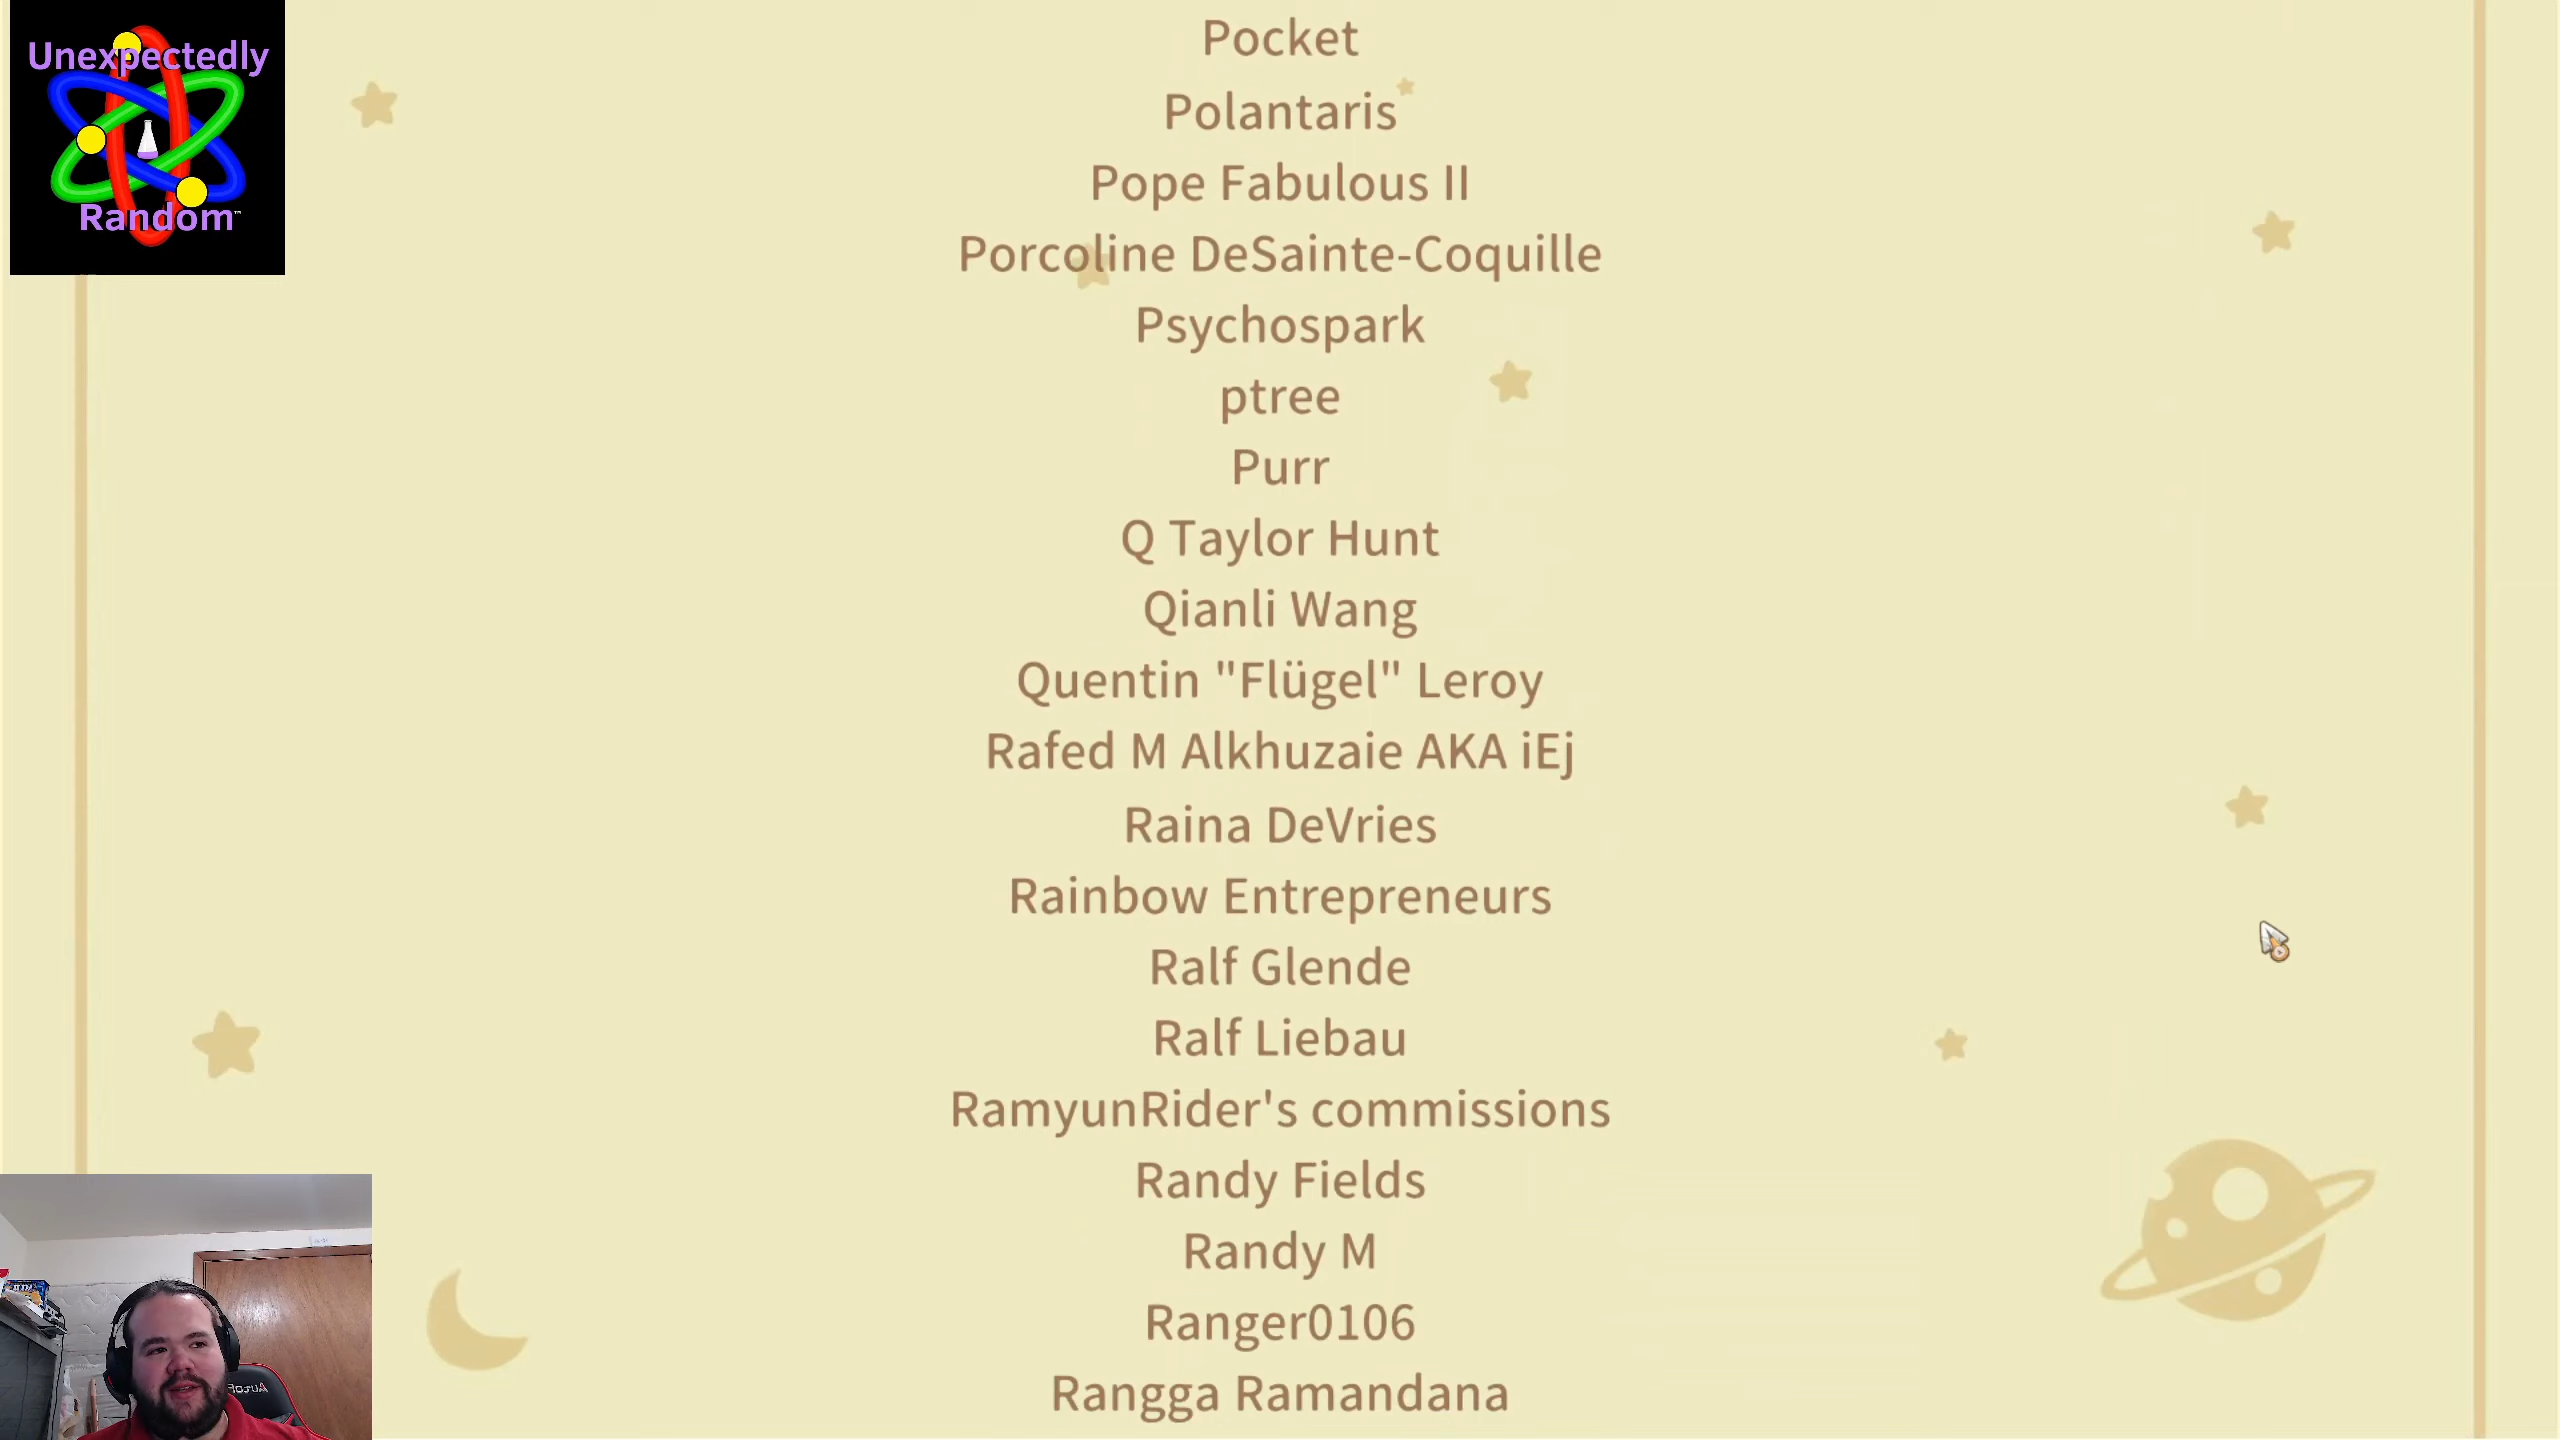 Unexpectedly
Random™
Pocket
Polantaris
Pope Fabulous II
Porcoline DeSainte-Coquille
Psychospark
ptree
Purr
Q Taylor Hunt
Qianli Wang
Quentin "Flügel" Leroy
Rafed M Alkhuzaie AKA iEj
Raina DeVries
Rainbow Entrepreneurs
Ralf Glende
Ralf Liebau
RamyunRider's commissions
Randy Fields
Randy M
Ranger0106
Rangga Ramandana